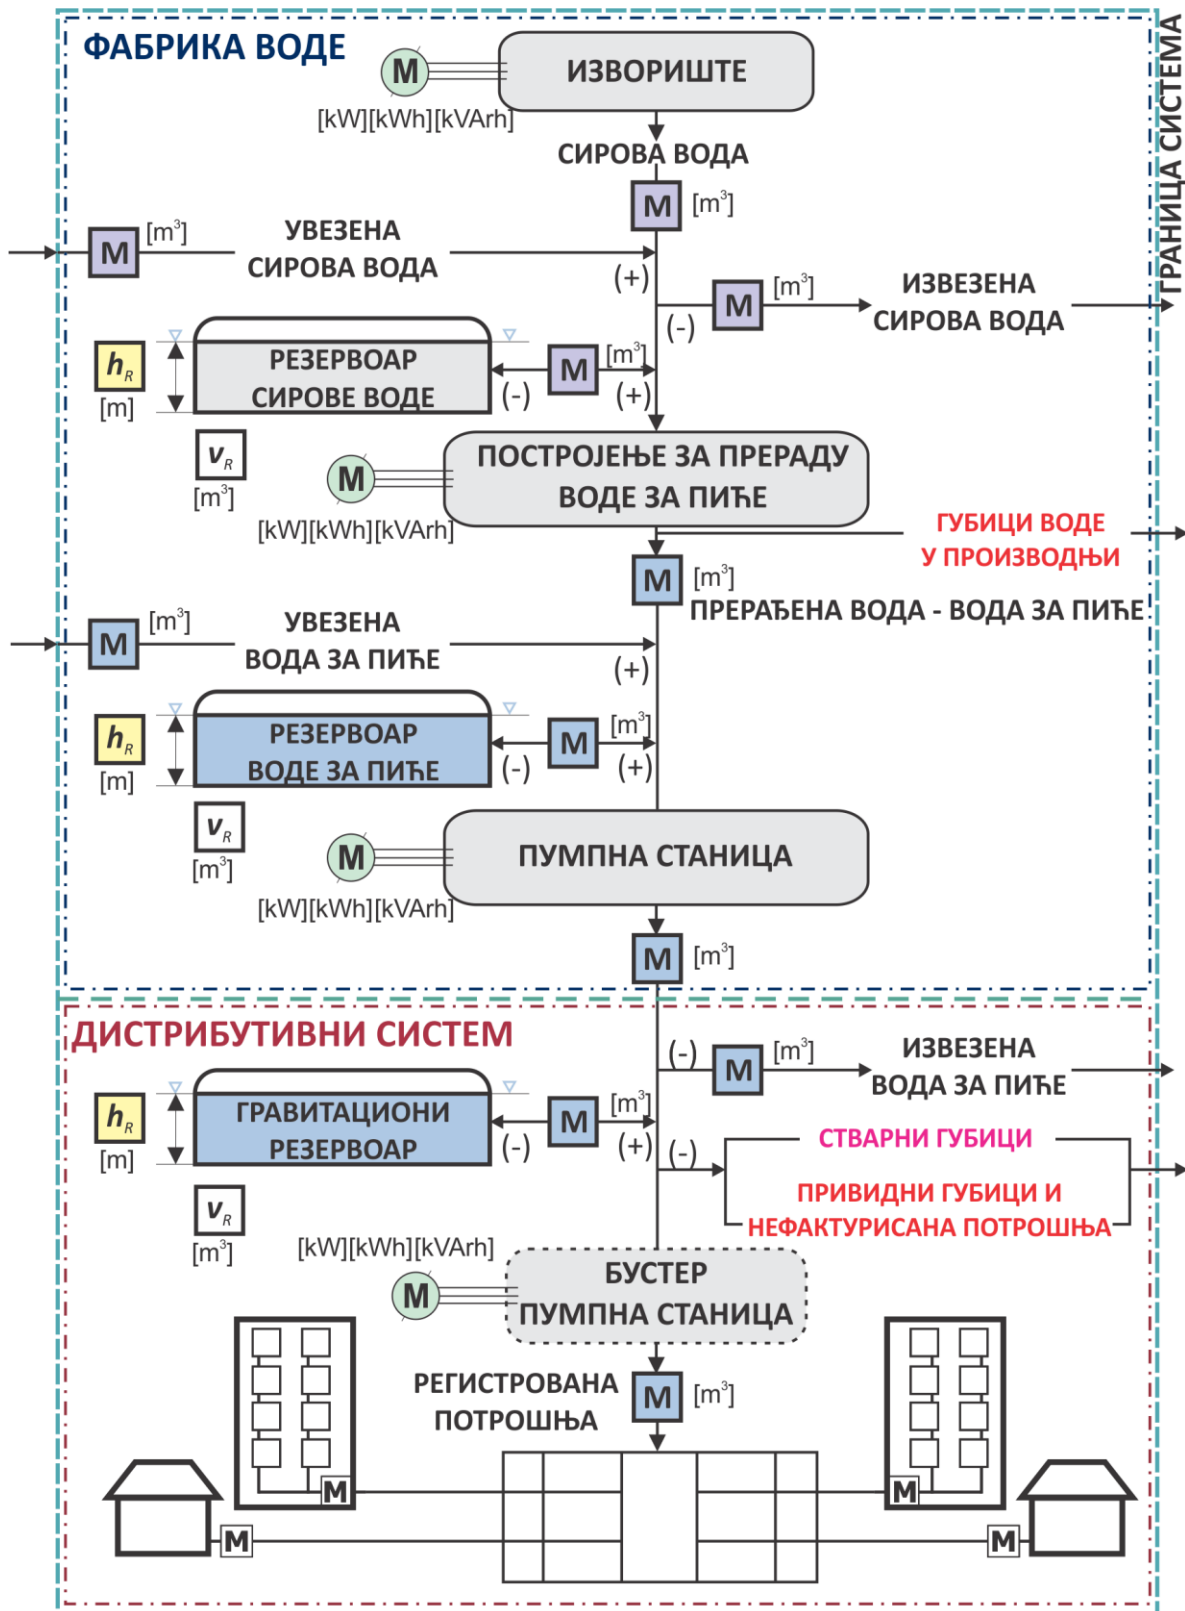 ФАБРИКА ВОДЕ
ГРАНИЦА СИСТЕМА
M
ИЗВОРИШТЕ
[kW][kWh][kVArh]
СИРОВА ВОДА
M [m³]
M [m³]
УВЕЗЕНА
СИРОВА ВОДА
(+)
M [m³]
(-)
ИЗВЕЗЕНА
СИРОВА ВОДА
hR
[m]
РЕЗЕРВОАР
СИРОВЕ ВОДЕ
(-)
M
[m³]
(+)
vR
[m³]
M
ПОСТРОЈЕЊЕ ЗА ПРЕРАДУ
ВОДЕ ЗА ПИЋЕ
[kW][kWh][kVArh]
ГУБИЦИ ВОДЕ
У ПРОИЗВОДЊИ
M [m³]
ПРЕРАЂЕНА ВОДА - ВОДА ЗА ПИЋЕ
M [m³]
УВЕЗЕНА
ВОДА ЗА ПИЋЕ
(+)
hR
[m]
РЕЗЕРВОАР
ВОДЕ ЗА ПИЋЕ
(-)
M
[m³]
(+)
vR
[m³]
M
ПУМПНА СТАНИЦА
[kW][kWh][kVArh]
M [m³]
ДИСТРИБУТИВНИ СИСТЕМ
(-)
M [m³]
ИЗВЕЗЕНА
ВОДА ЗА ПИЋЕ
hR
[m]
ГРАВИТАЦИОНИ
РЕЗЕРВОАР
(-)
M
[m³]
(+)
(-)
СТВАРНИ ГУБИЦИ
ПРИВИДНИ ГУБИЦИ И
НЕФАКТУРИСАНА ПОТРОШЊА
vR
[m³]
[kW][kWh][kVArh]
M
БУСТЕР
ПУМПНА СТАНИЦА
РЕГИСТРОВАНА
ПОТРОШЊА
M [m³]
M
M
M
M